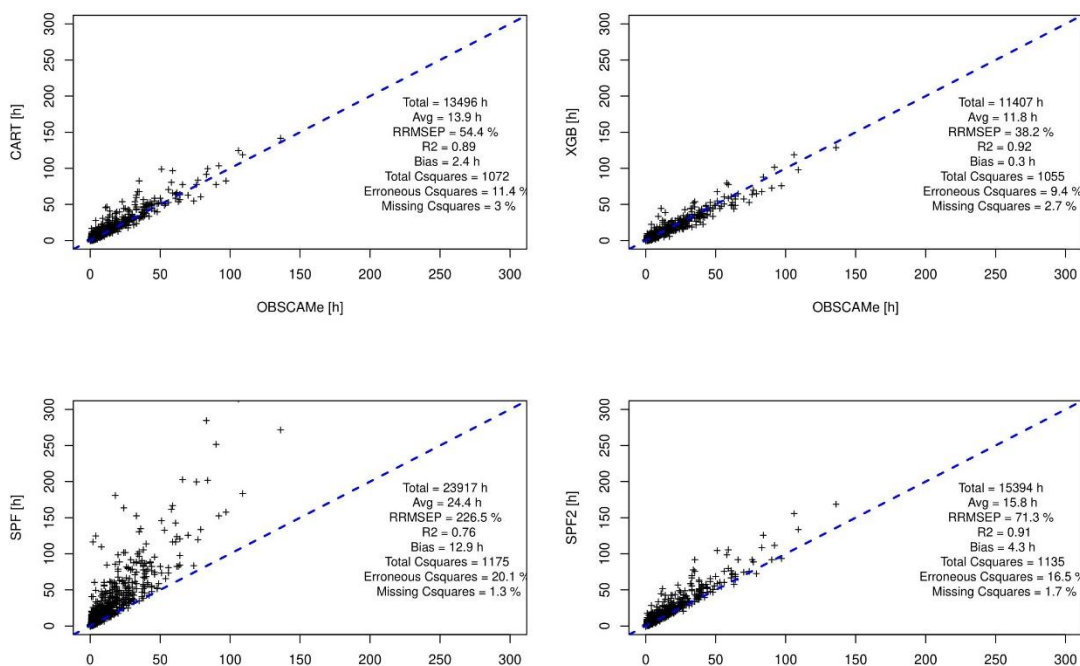 300
250
200
150
100
50
0
CART [h]
Total = 13496 h
Avg = 13.9 h
RRMSEP = 54.4 %
R2 = 0.89
Bias = 2.4 h
Total Csquares = 1072
Erroneous Csquares = 11.4 %
Missing Csquares = 3 %
0 50 100 150 200 250 300
OBSCAMe [h]
300
250
200
150
100
50
0
XGB [h]
Total = 11407 h
Avg = 11.8 h
RRMSEP = 38.2 %
R2 = 0.92
Bias = 0.3 h
Total Csquares = 1055
Erroneous Csquares = 9.4 %
Missing Csquares = 2.7 %
0 50 100 150 200 250 300
OBSCAMe [h]
300
250
200
150
100
50
0
SPF [h]
Total = 23917 h
Avg = 24.4 h
RRMSEP = 226.5 %
R2 = 0.76
Bias = 12.9 h
Total Csquares = 1175
Erroneous Csquares = 20.1 %
Missing Csquares = 1.3 %
0 50 100 150 200 250 300
300
250
200
150
100
50
0
SPF2 [h]
Total = 15394 h
Avg = 15.8 h
RRMSEP = 71.3 %
R2 = 0.91
Bias = 4.3 h
Total Csquares = 1135
Erroneous Csquares = 16.5 %
Missing Csquares = 1.7 %
0 50 100 150 200 250 300